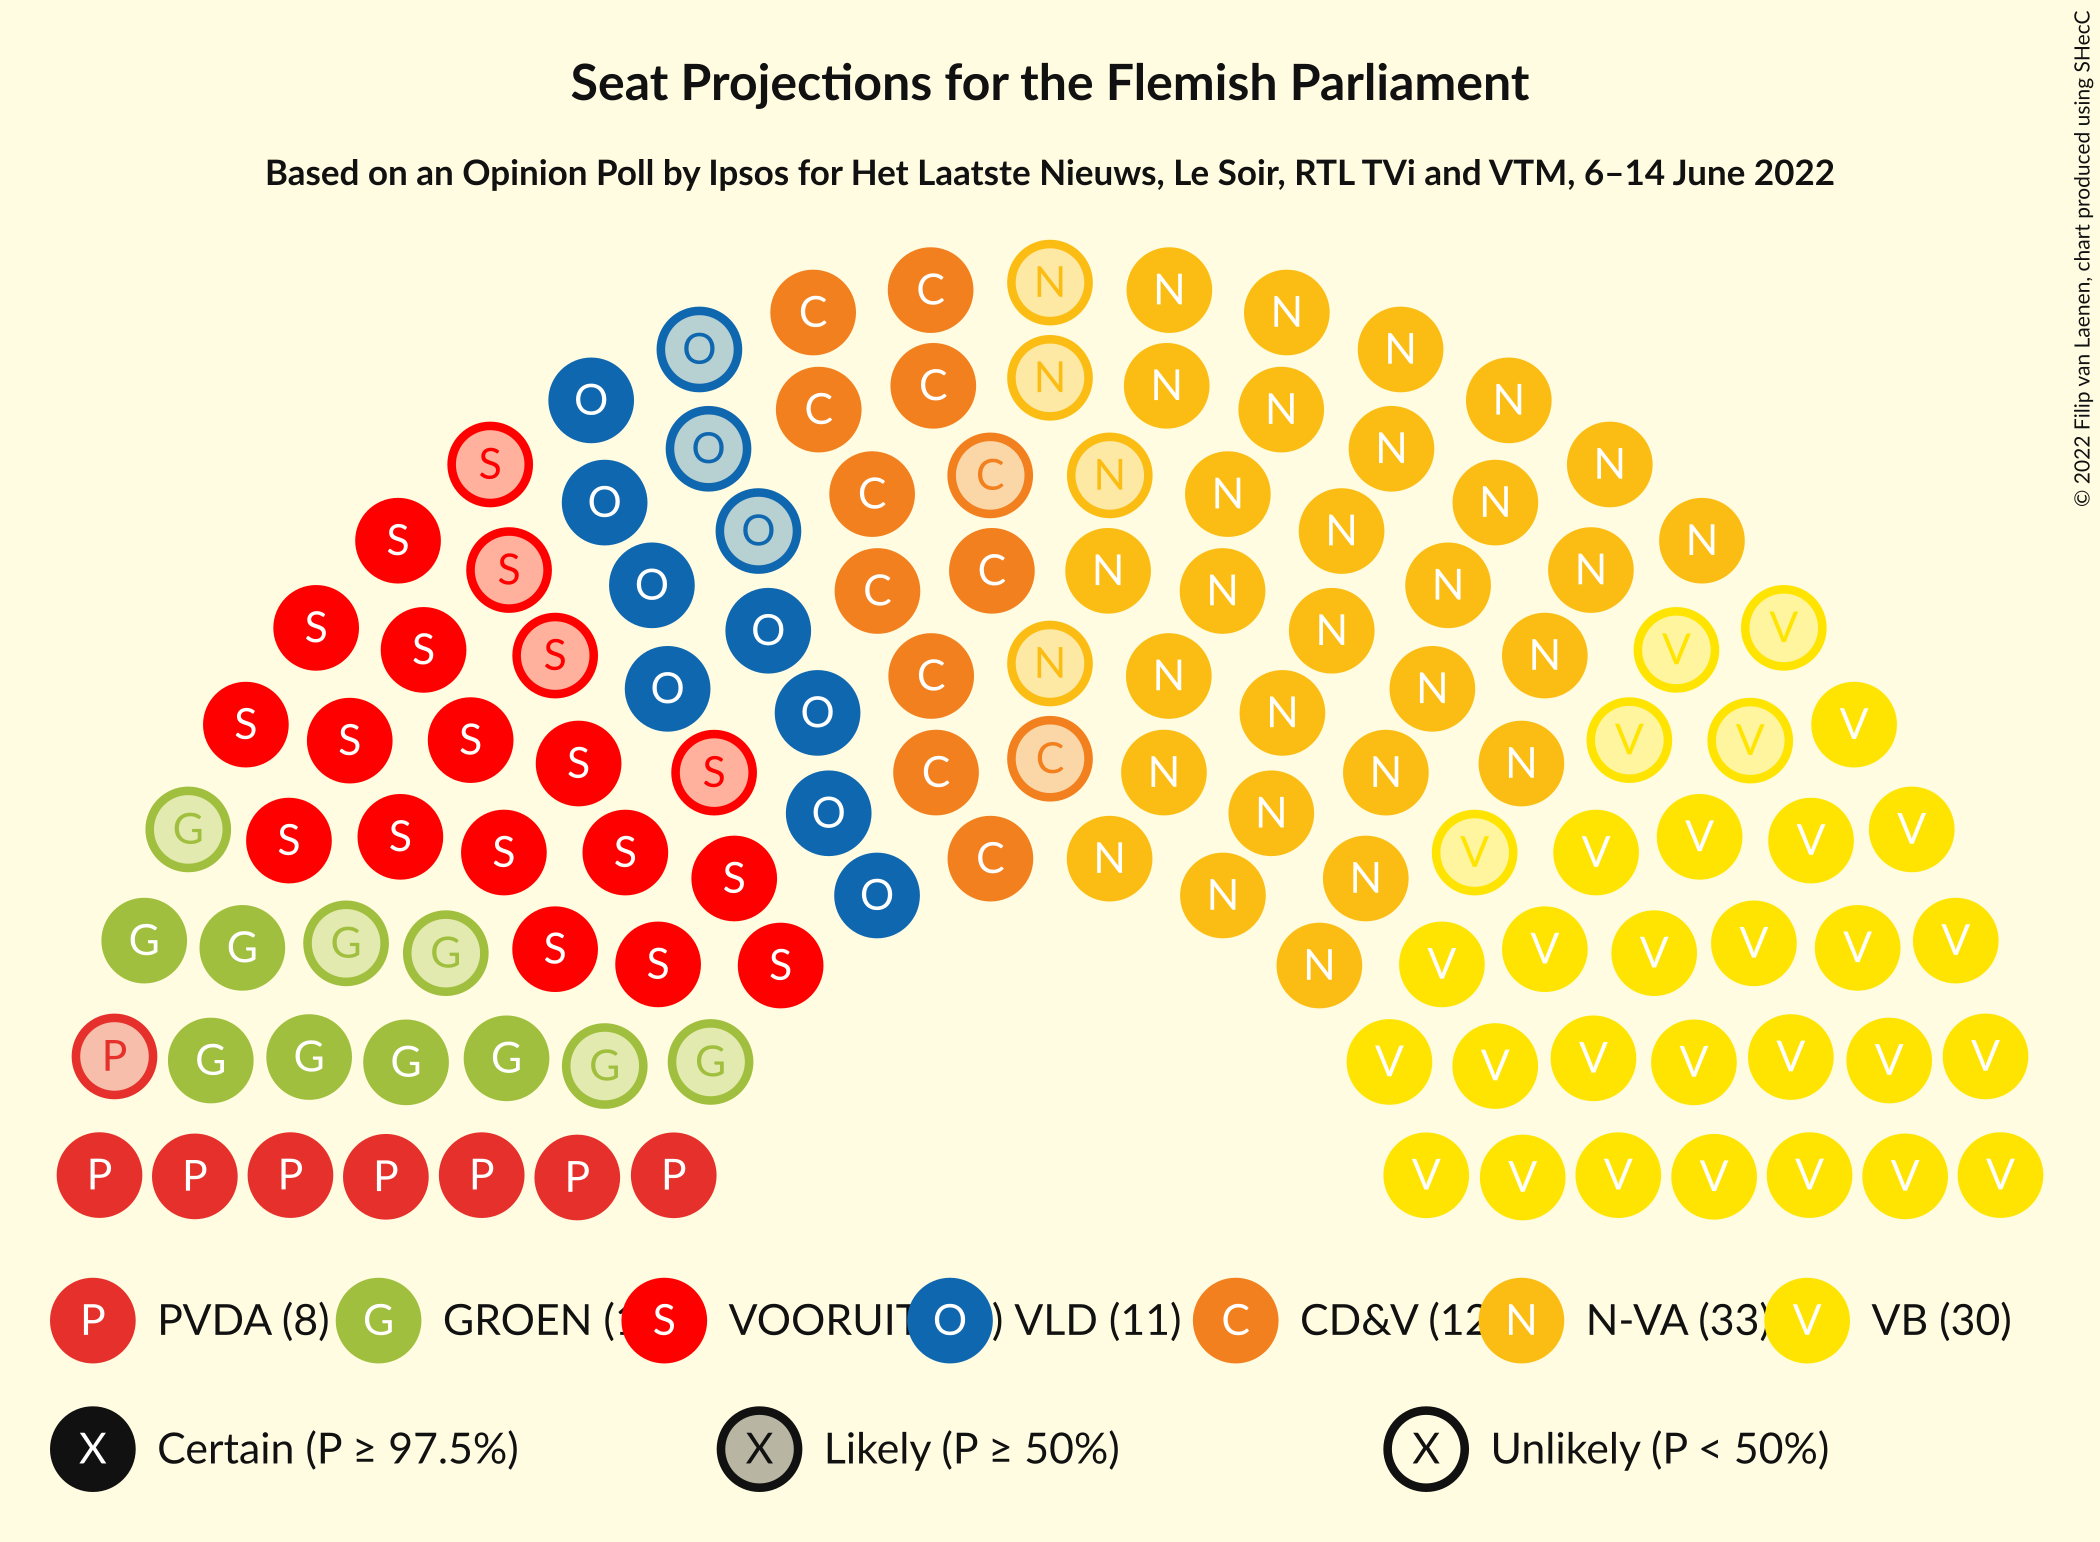 Seat Projections for the Flemish Parliament
Based on an Opinion Poll by Ipsos for Het Laatste Nieuws, Le Soir, RTL TVi and VTM, 6–14 June 2022
© 2022 Filip van Laenen, chart produced using SHecC
C N N
C N
O N
O C C N N N N
S O C N N N
O C N N
S O N N
S O C C N N N N
S O N V
S S C N N N V
O N
S O N V
S S V V
S S C C N N N
G O N V
S S S S C N V V V V
S O N N
G G G G S S S N V V V V V V
P G G G G G G V V V V V V V
P P P P P P P V V V V V V V
P PVDA (8) G GROEN ( S VOORUIT O ) VLD (11) C CD&V (12 N N-VA (33) V VB (30)
X Certain (P ≥ 97.5%) X Likely (P ≥ 50%) X Unlikely (P < 50%)